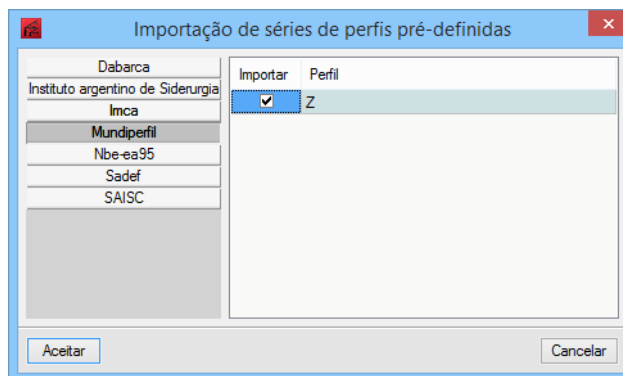 Importação de séries de perfis pré-definidas
Dabarca
Instituto argentino de Siderurgia
Imca
Mundiperfil
Nbe-ea95
Sadef
SAISC
Importar Perfil
Z
Aceitar
Cancelar